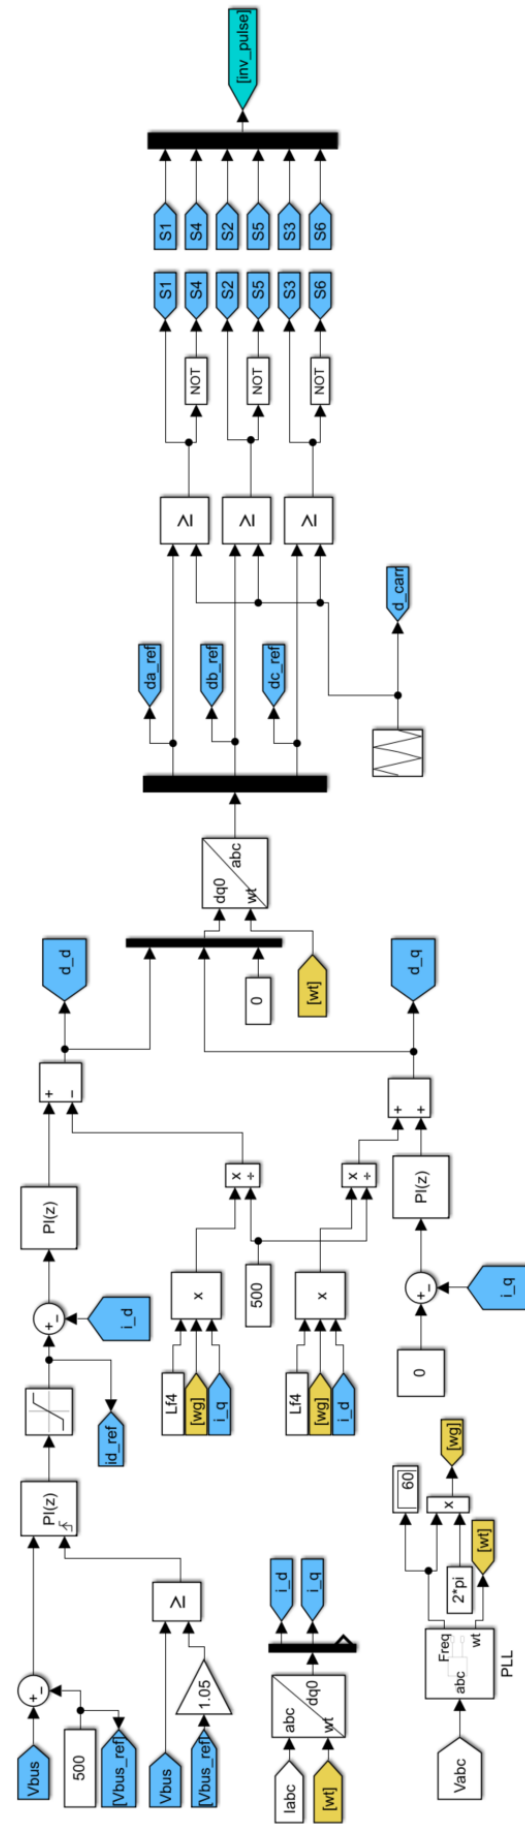 Vbus
500
[Vbus_ref]
+
−
Vbus
[Vbus_ref]
1.05
≤
PI(z)
id_ref
+
−
i_d
PI(z)
+
−
d_d
Iabc
[wt]
abc
wt
dq0
i_d
i_q
Lf4
[wg]
i_q
x
500
x
÷
Lf4
[wg]
i_d
x
x
÷
Vabc
abc
Freq
wt
PLL
2*pi
60
x
[wg]
[wt]
0
+
−
i_q
PI(z)
+
+
d_q
0
[wt]
dq0
wt
abc
da_ref
db_ref
dc_ref
d_carr
≤
≤
≤
NOT
NOT
NOT
S1
S4
S2
S5
S3
S6
S1
S4
S2
S5
S3
S6
[inv_pulse]